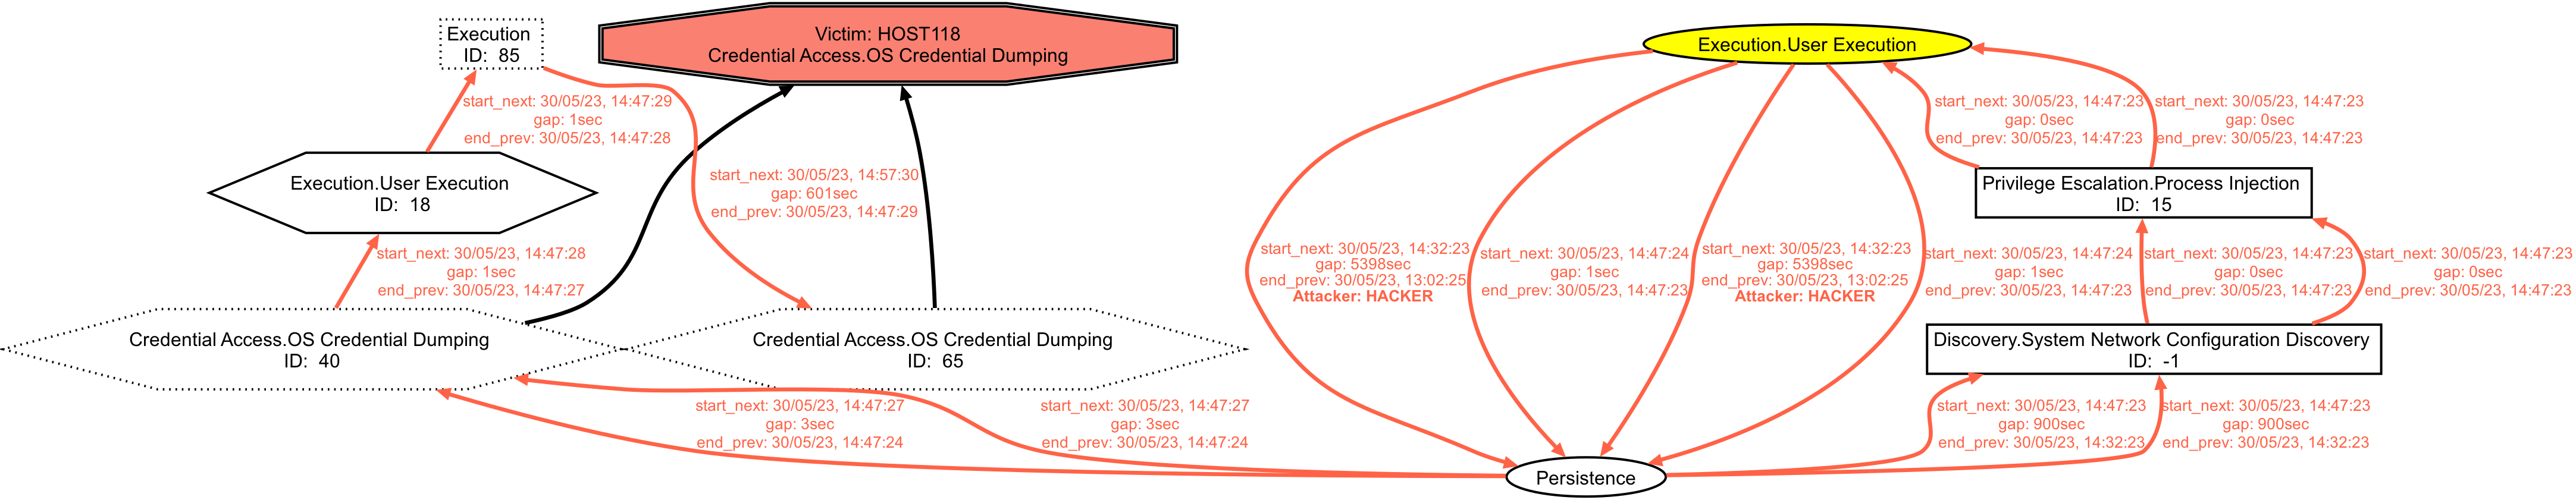 Execution
ID: 85
Victim: HOST118
Credential Access.OS Credential Dumping
Execution.User Execution
start_next: 30/05/23, 14:47:29
gap: 1sec
end_prev: 30/05/23, 14:47:28
start_next: 30/05/23, 14:47:23
gap: 0sec
end_prev: 30/05/23, 14:47:23
start_next: 30/05/23, 14:47:23
gap: 0sec
end_prev: 30/05/23, 14:47:23
Execution.User Execution
ID: 18
start_next: 30/05/23, 14:57:30
gap: 601sec
end_prev: 30/05/23, 14:47:29
Privilege Escalation.Process Injection
ID: 15
start_next: 30/05/23, 14:47:28
gap: 1sec
end_prev: 30/05/23, 14:47:27
start_next: 30/05/23, 14:32:23
gap: 5398sec
end_prev: 30/05/23, 13:02:25
Attacker: HACKER
start_next: 30/05/23, 14:47:24
gap: 1sec
end_prev: 30/05/23, 14:47:23
start_next: 30/05/23, 14:32:23
gap: 5398sec
end_prev: 30/05/23, 13:02:25
Attacker: HACKER
start_next: 30/05/23, 14:47:24
gap: 1sec
end_prev: 30/05/23, 14:47:23
start_next: 30/05/23, 14:47:23
gap: 0sec
end_prev: 30/05/23, 14:47:23
start_next: 30/05/23, 14:47:23
gap: 0sec
end_prev: 30/05/23, 14:47:23
Credential Access.OS Credential Dumping
ID: 40
Credential Access.OS Credential Dumping
ID: 65
Discovery.System Network Configuration Discovery
ID: -1
start_next: 30/05/23, 14:47:27
gap: 3sec
end_prev: 30/05/23, 14:47:24
start_next: 30/05/23, 14:47:27
gap: 3sec
end_prev: 30/05/23, 14:47:24
start_next: 30/05/23, 14:47:23
gap: 900sec
end_prev: 30/05/23, 14:32:23
start_next: 30/05/23, 14:47:23
gap: 900sec
end_prev: 30/05/23, 14:32:23
Persistence